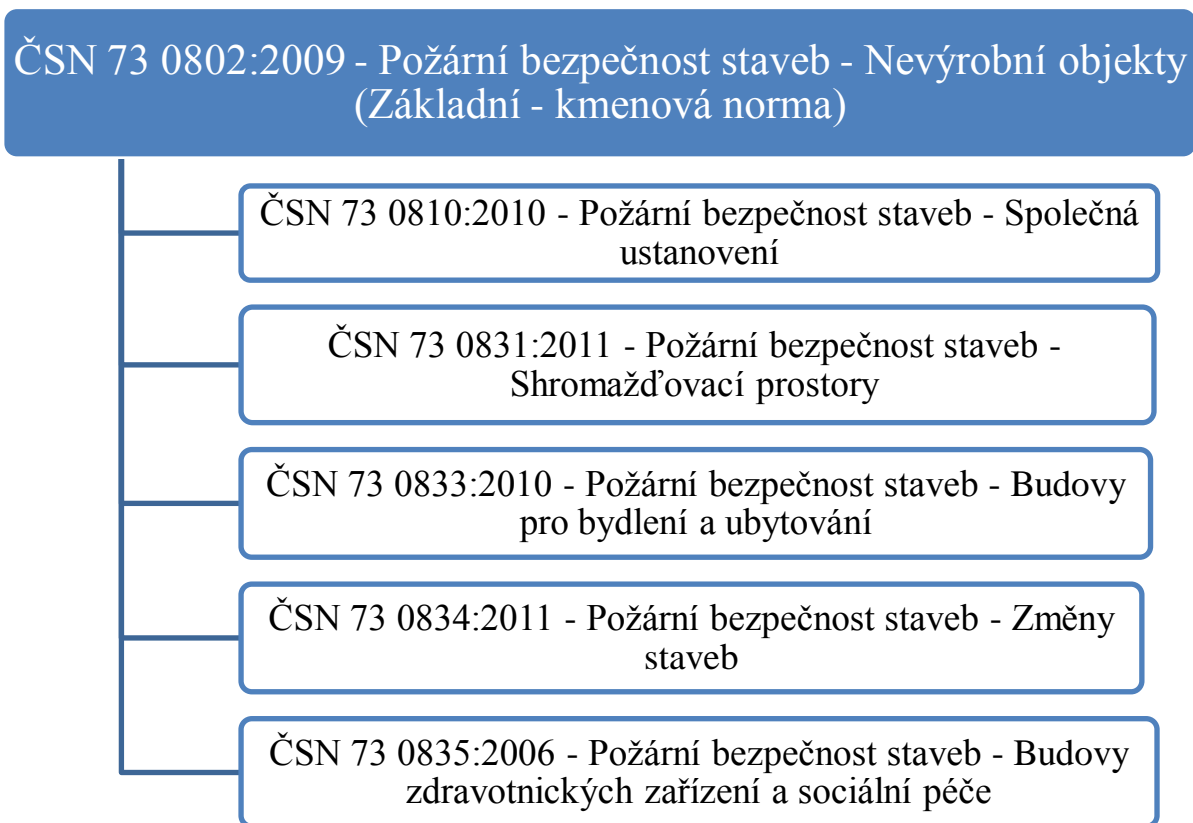 ČSN 73 0802:2009 - Požární bezpečnost staveb - Nevýrobní objekty
(Základní - kmenová norma)
ČSN 73 0810:2010 - Požární bezpečnost staveb - Společná
ustanovení
ČSN 73 0831:2011 - Požární bezpečnost staveb -
Shromažďovací prostory
ČSN 73 0833:2010 - Požární bezpečnost staveb - Budovy
pro bydlení a ubytování
ČSN 73 0834:2011 - Požární bezpečnost staveb - Změny
staveb
ČSN 73 0835:2006 - Požární bezpečnost staveb - Budovy
zdravotnických zařízení a sociální péče